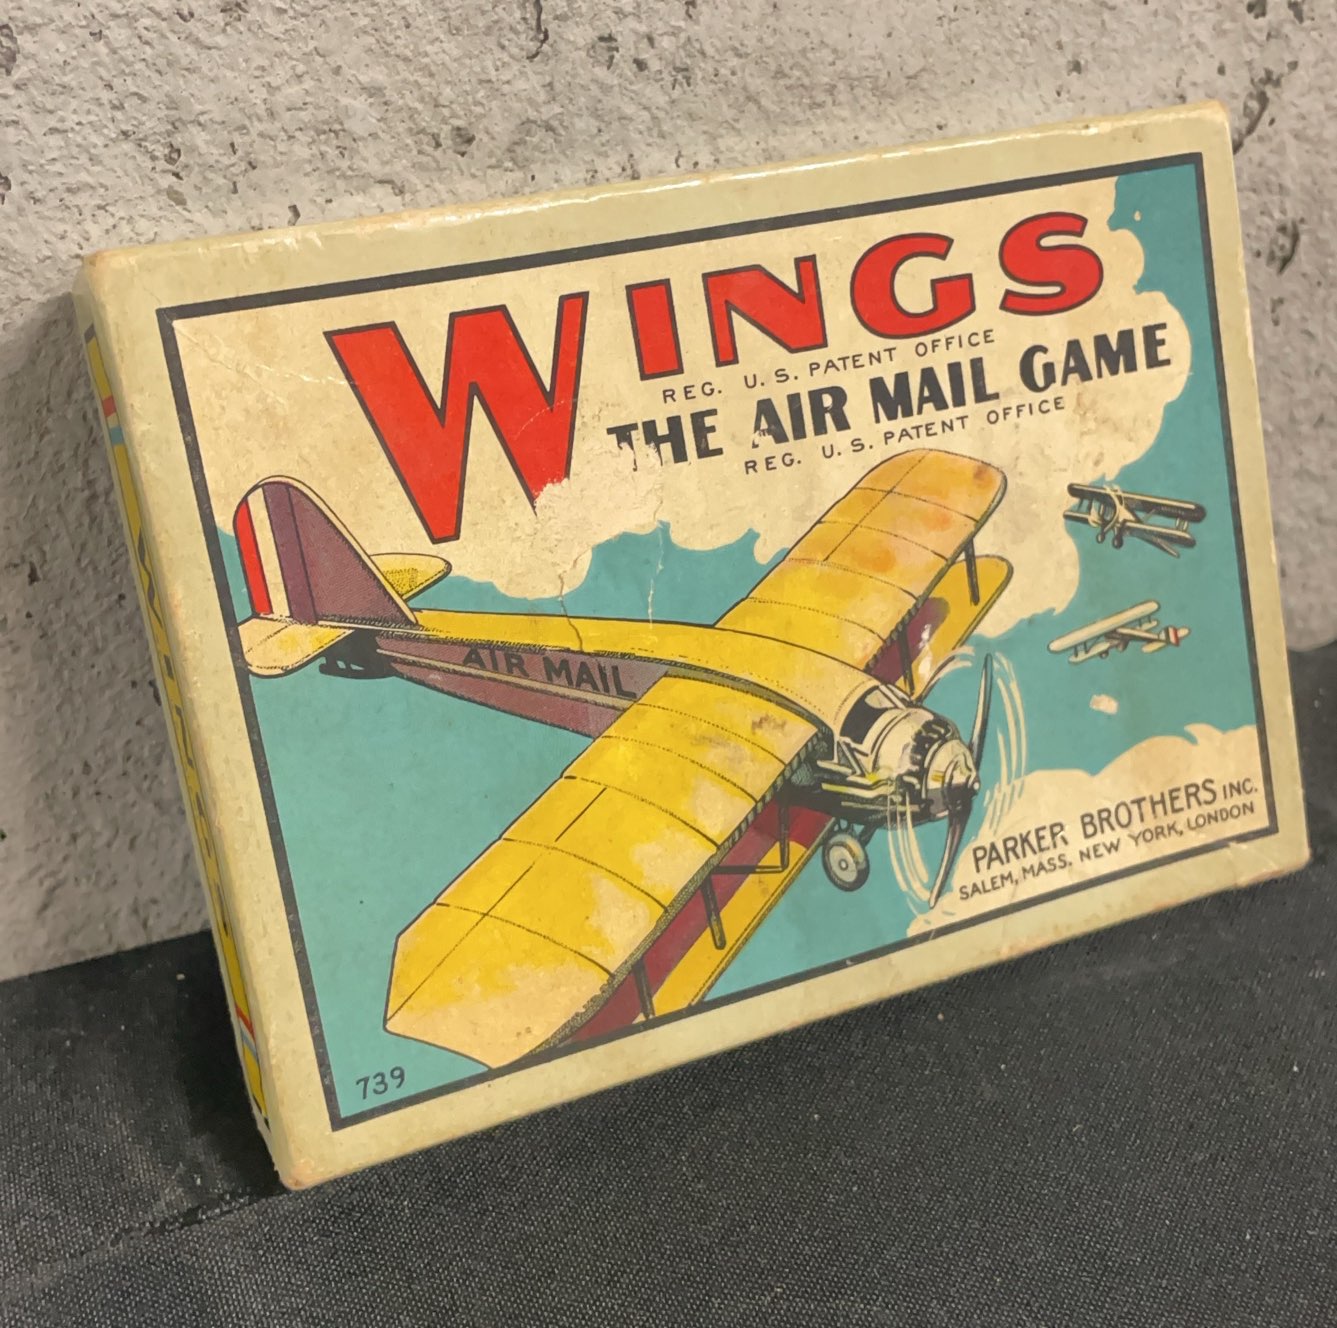 WINGS
REG. U. S. PATENT OFFICE
THE AIR MAIL GAME
REG. U. S. PATENT OFFICE
AIR MAIL
PARKER BROTHERS INC.
SALEM, MASS. NEW YORK, LONDON
739